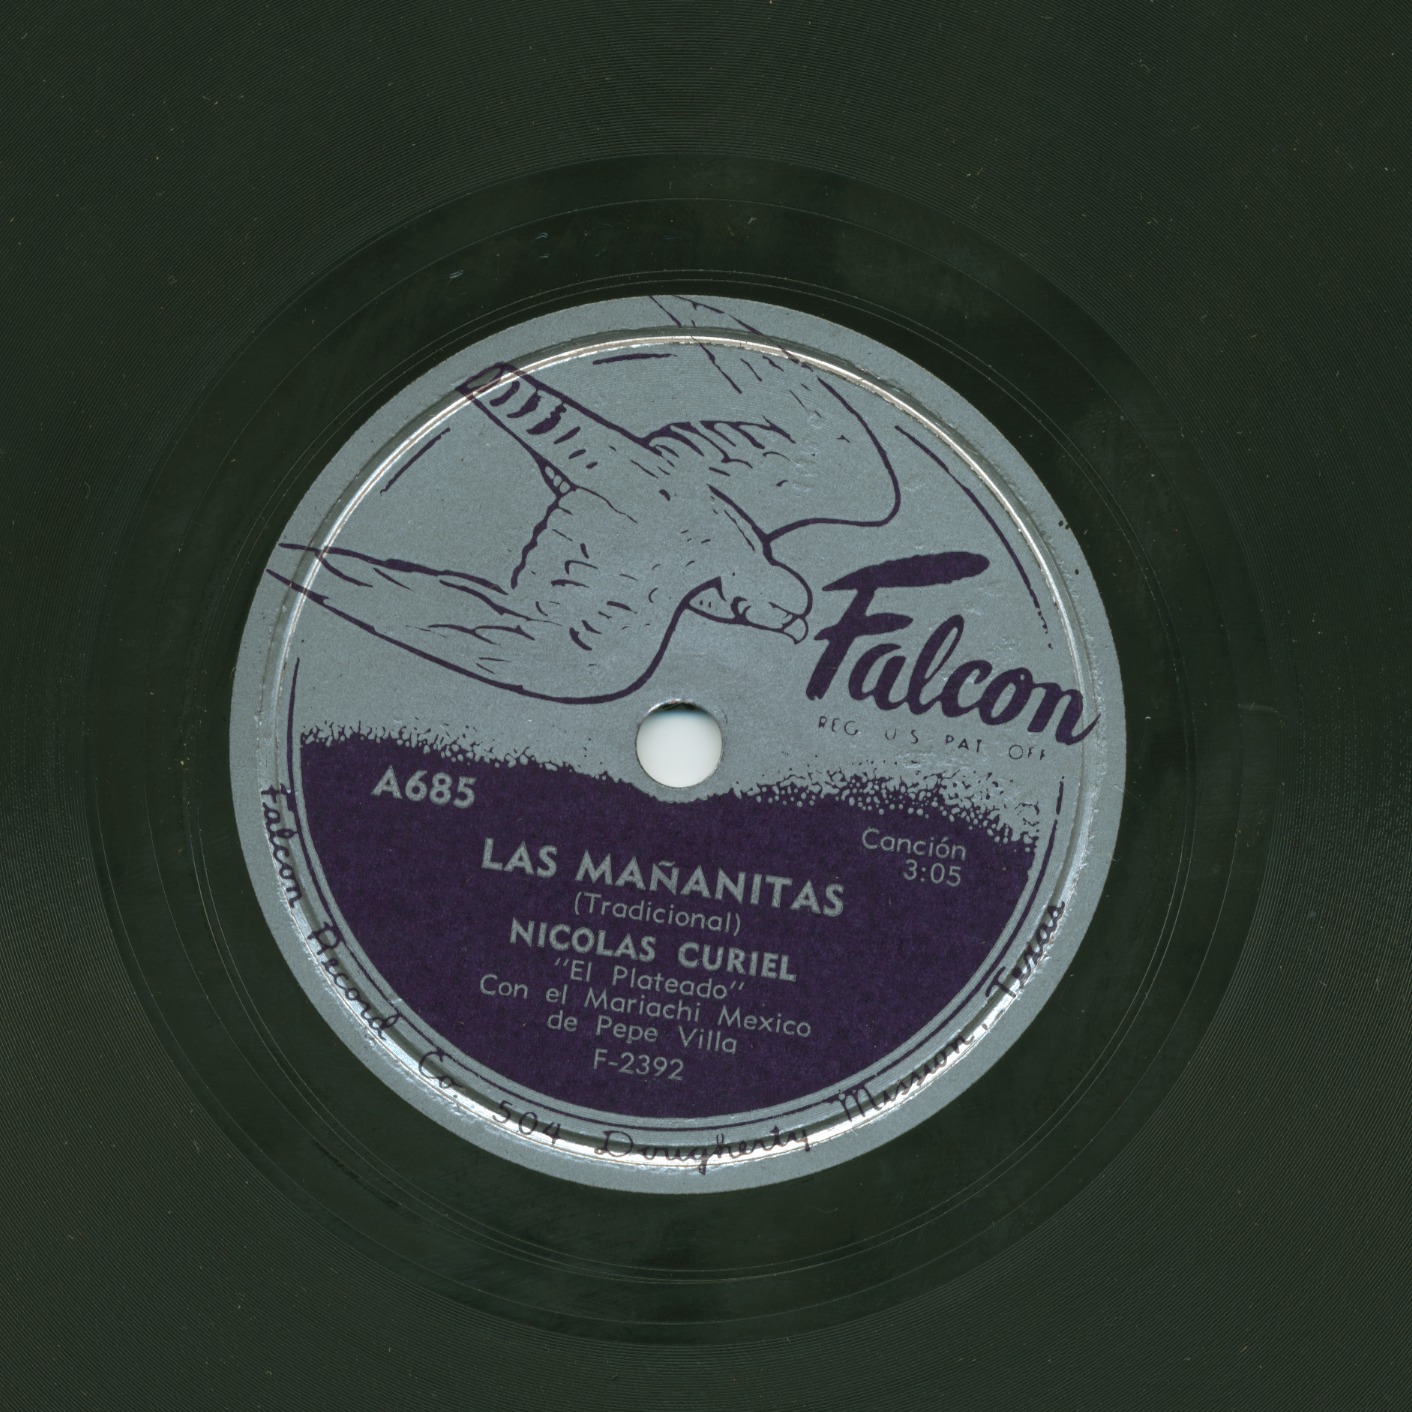 Falcon
REG. U.S. PAT. OFF.
A685
Canción
3:05
LAS MAÑANITAS
(Tradicional)
NICOLAS CURIEL
"El Plateado"
Con el Mariachi Mexico
de Pepe Villa
F-2392
Falcon Record Co. 504 Dougherty Mission, Texas